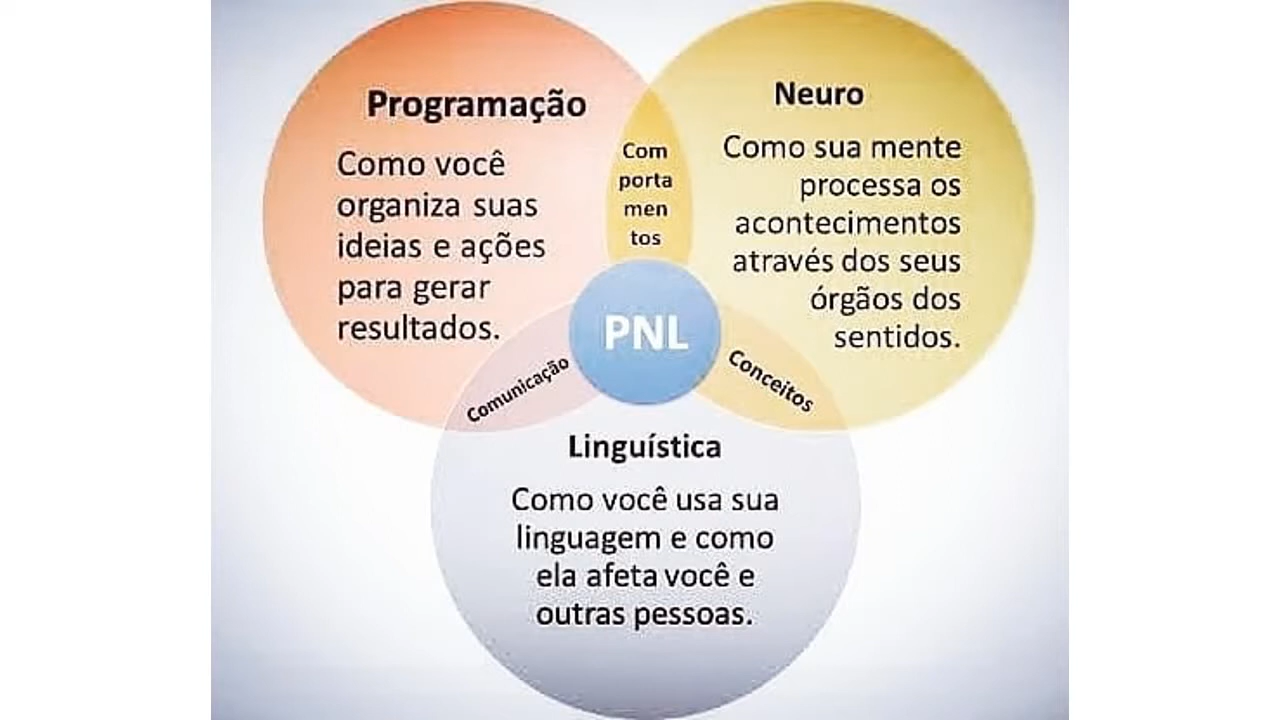 Programação
Como você
organiza suas
ideias e ações
para gerar
resultados.
Com
porta
men
tos
Neuro
Como sua mente
processa os
acontecimentos
através dos seus
órgãos dos
sentidos.
PNL
Comunicação
Conceitos
Linguística
Como você usa sua
linguagem e como
ela afeta você e
outras pessoas.